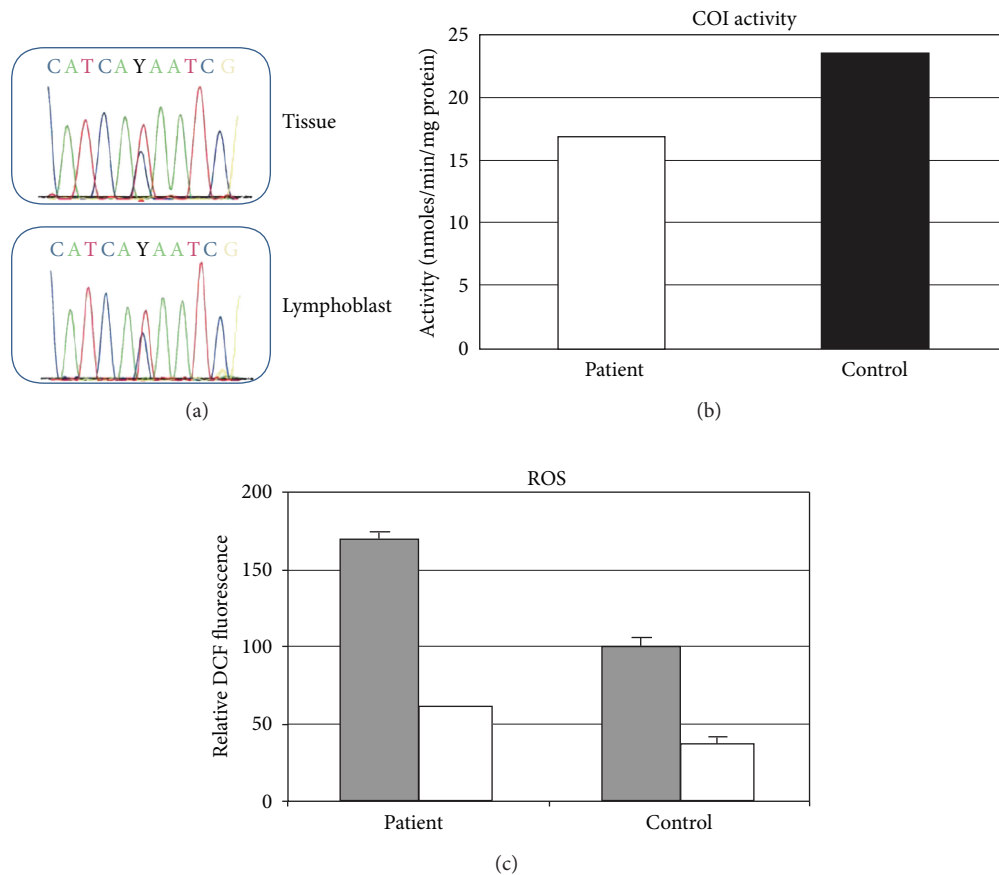 CATCAYAATCG
Tissue
CATCAYAATCG
Lymphoblast
(a)
COI activity
Activity (nmoles/min/mg protein)
25
20
15
10
5
0
Patient
Control
(b)
ROS
Relative DCF fluorescence
200
150
100
50
0
Patient
Control
(c)